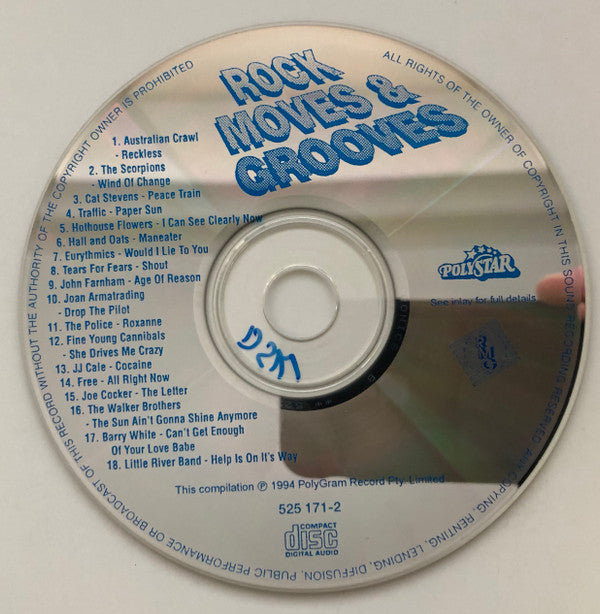 ROCK
MOVES &
GROOVES
1. Australian Crawl
- Reckless
2. The Scorpions
- Wind Of Change
3. Cat Stevens - Peace Train
4. Traffic - Paper Sun
5. Hothouse Flowers - I Can See Clearly Now
6. Hall and Oats - Maneater
7. Eurythmics - Would I Lie To You
8. Tears For Fears - Shout
9. John Farnham - Age Of Reason
10. Joan Armatrading
- Drop The Pilot
11. The Police - Roxanne
12. Fine Young Cannibals
- She Drives Me Crazy
13. JJ Cale - Cocaine
14. Free - All Right Now
15. Joe Cocker - The Letter
16. The Walker Brothers
- The Sun Ain't Gonna Shine Anymore
17. Barry White - Can't Get Enough
Of Your Love Babe
18. Little River Band - Help Is On It's Way
POLYSTAR
See inlay for full details
This compilation ℗ 1994 PolyGram Record Pty. Limited
525 171-2
COMPACT
disc
DIGITAL AUDIO
ALL RIGHTS OF THE OWNER OF COPYRIGHT IN THIS SOUND RECORDING RESERVED. ANY COPYING, RENTING, LENDING, DIFFUSION, PUBLIC PERFORMANCE OR BROADCAST OF THIS RECORD WITHOUT THE AUTHORITY OF THE COPYRIGHT OWNER IS PROHIBITED